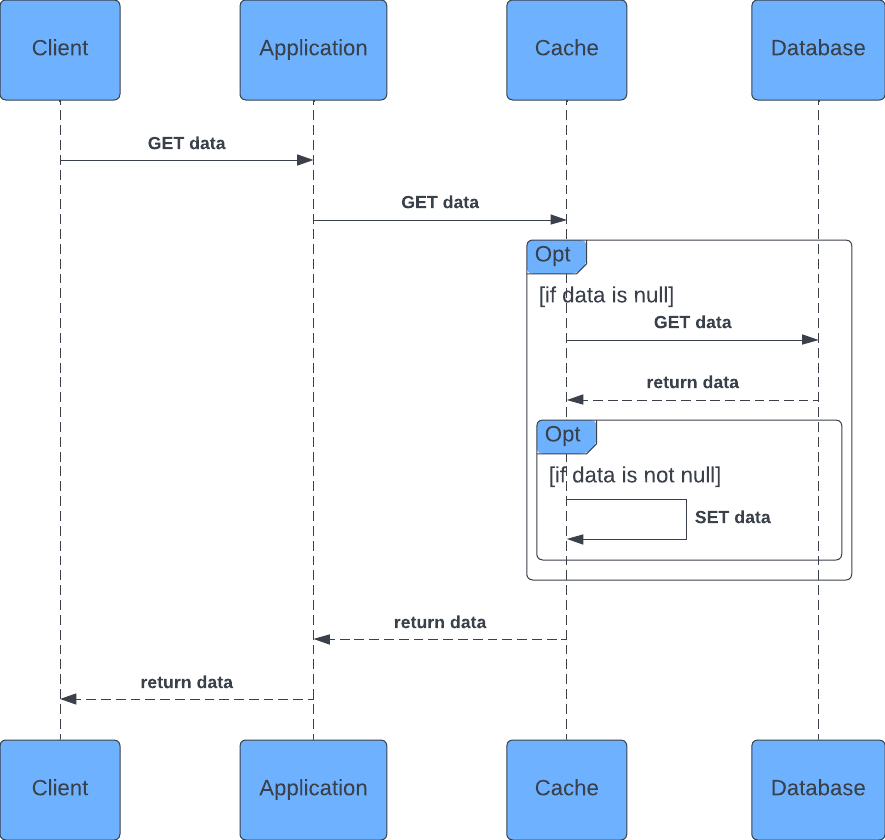 Client
Application
Cache
Database
GET data
GET data
Opt
[if data is null]
GET data
return data
Opt
[if data is not null]
SET data
return data
return data
Client
Application
Cache
Database